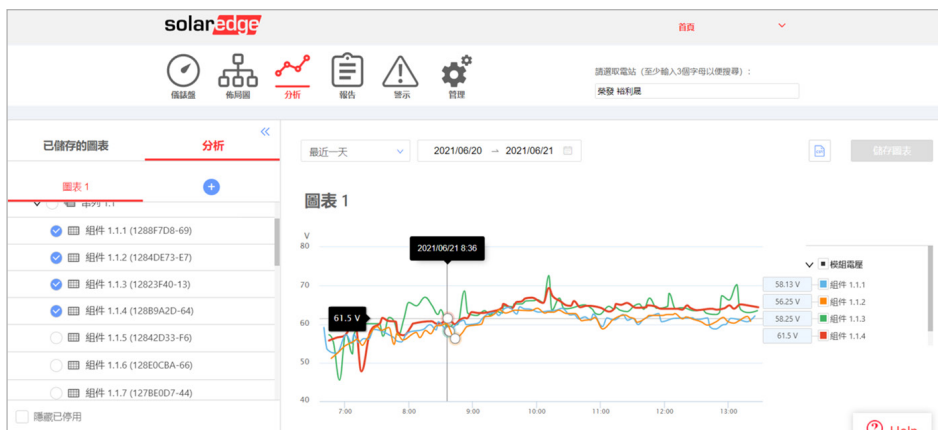 solaredge
首頁
儀錶盤
佈局圖
分析
報告
警示
管理
請選取電站（至少輸入3個字母以便搜尋）：
榮發 裕利晟
已儲存的圖表
分析
圖表 1
組件 1.1.1 (1288F7D8-69)
組件 1.1.2 (1284DE73-E7)
組件 1.1.3 (12823F40-13)
組件 1.1.4 (128B9A2D-64)
組件 1.1.5 (12842D33-F6)
組件 1.1.6 (128E0CBA-66)
組件 1.1.7 (127BE0D7-44)
隱藏已停用
最近一天
2021/06/20 → 2021/06/21
儲存圖表
圖表 1
V
80
70
60
50
40
2021/06/21 8:36
61.5 V
7:00
8:00
9:00
10:00
11:00
12:00
13:00
模組電壓
58.13 V 組件 1.1.1
56.25 V 組件 1.1.2
58.25 V 組件 1.1.3
61.5 V 組件 1.1.4